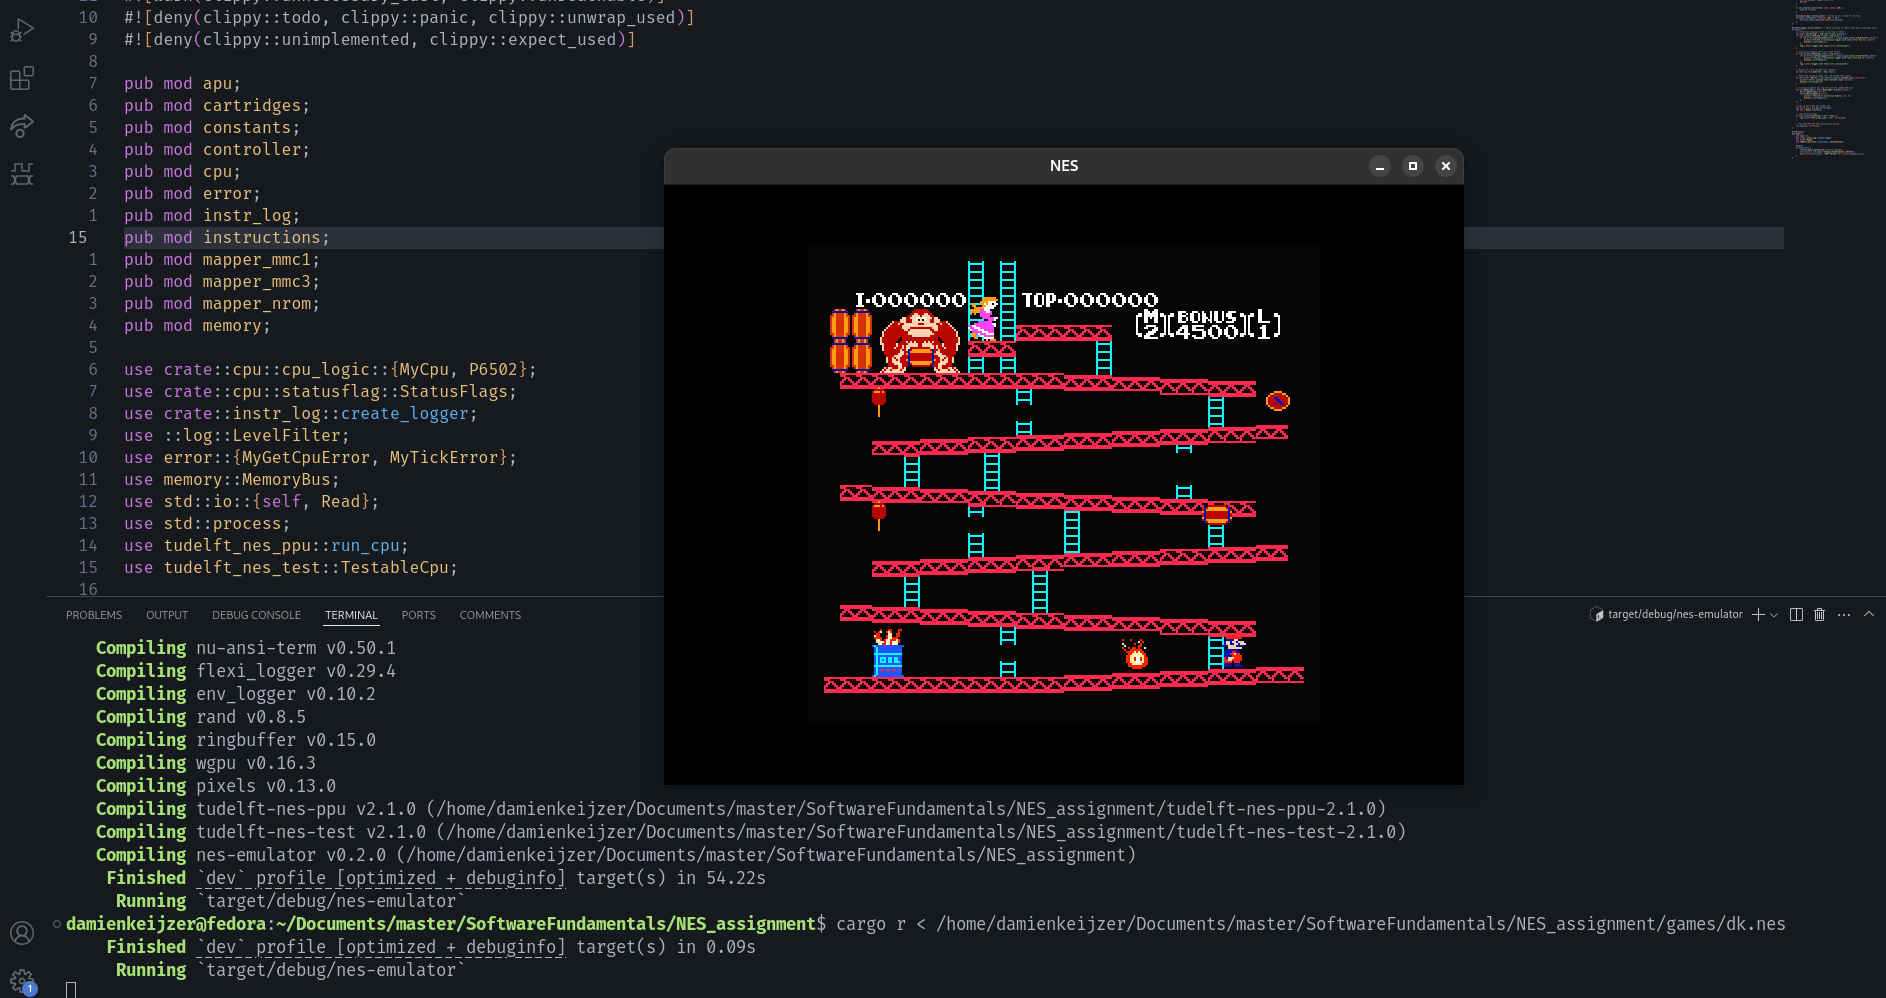 10 #![deny(clippy::todo, clippy::panic, clippy::unwrap_used)]
9 #![deny(clippy::unimplemented, clippy::expect_used)]
8
7 pub mod apu;
6 pub mod cartridges;
5 pub mod constants;
4 pub mod controller;
3 pub mod cpu;
2 pub mod error;
1 pub mod instr_log;
15 pub mod instructions;
1 pub mod mapper_mmc1;
2 pub mod mapper_mmc3;
3 pub mod mapper_nrom;
4 pub mod memory;
5
6 use crate::cpu::cpu_logic::{MyCpu, P6502};
7 use crate::cpu::statusflag::StatusFlags;
8 use crate::instr_log::create_logger;
9 use ::log::LevelFilter;
10 use error::{MyGetCpuError, MyTickError};
11 use memory::MemoryBus;
12 use std::io::{self, Read};
13 use std::process;
14 use tudelft_nes_ppu::run_cpu;
15 use tudelft_nes_test::TestableCpu;
16
NES
I-000000 TOP-000000
M BONUS L
2 4500 1
OIL
PROBLEMS OUTPUT DEBUG CONSOLE TERMINAL PORTS COMMENTS target/debug/nes-emulator
Compiling nu-ansi-term v0.50.1
Compiling flexi_logger v0.29.4
Compiling env_logger v0.10.2
Compiling rand v0.8.5
Compiling ringbuffer v0.15.0
Compiling wgpu v0.16.3
Compiling pixels v0.13.0
Compiling tudelft-nes-ppu v2.1.0 (/home/damienkeijzer/Documents/master/SoftwareFundamentals/NES_assignment/tudelft-nes-ppu-2.1.0)
Compiling tudelft-nes-test v2.1.0 (/home/damienkeijzer/Documents/master/SoftwareFundamentals/NES_assignment/tudelft-nes-test-2.1.0)
Compiling nes-emulator v0.2.0 (/home/damienkeijzer/Documents/master/SoftwareFundamentals/NES_assignment)
Finished `dev` profile [optimized + debuginfo] target(s) in 54.22s
Running `target/debug/nes-emulator`
damienkeijzer@fedora:~/Documents/master/SoftwareFundamentals/NES_assignment$ cargo r < /home/damienkeijzer/Documents/master/SoftwareFundamentals/NES_assignment/games/dk.nes
Finished `dev` profile [optimized + debuginfo] target(s) in 0.09s
Running `target/debug/nes-emulator`
1